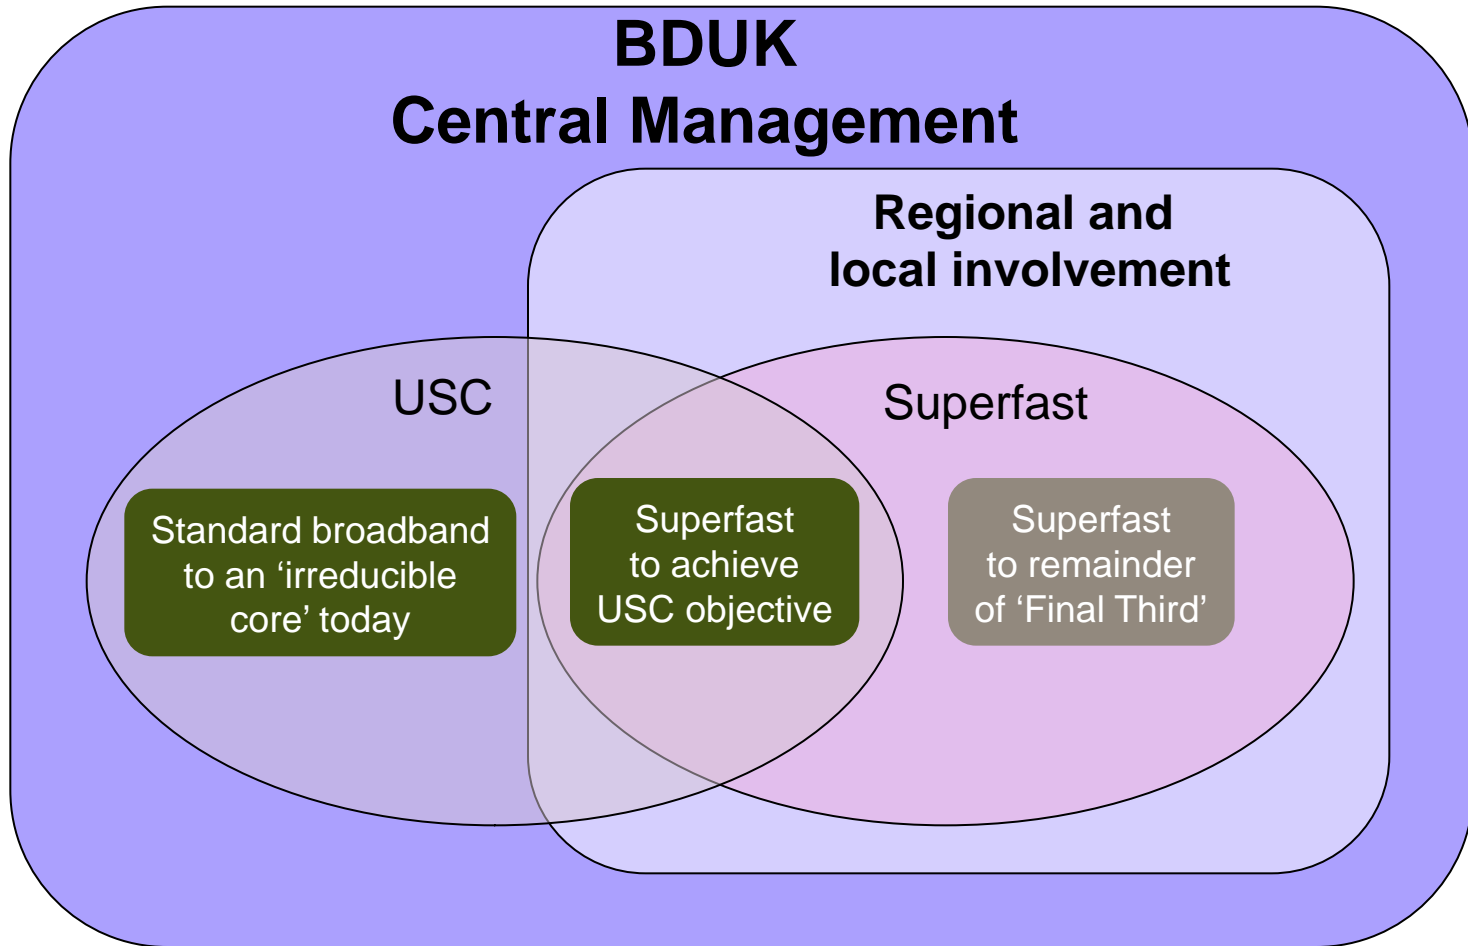 BDUK
Central Management
Regional and
local involvement
USC
Superfast
Standard broadband
to an ‘irreducible
core’ today
Superfast
to achieve
USC objective
Superfast
to remainder
of ‘Final Third’